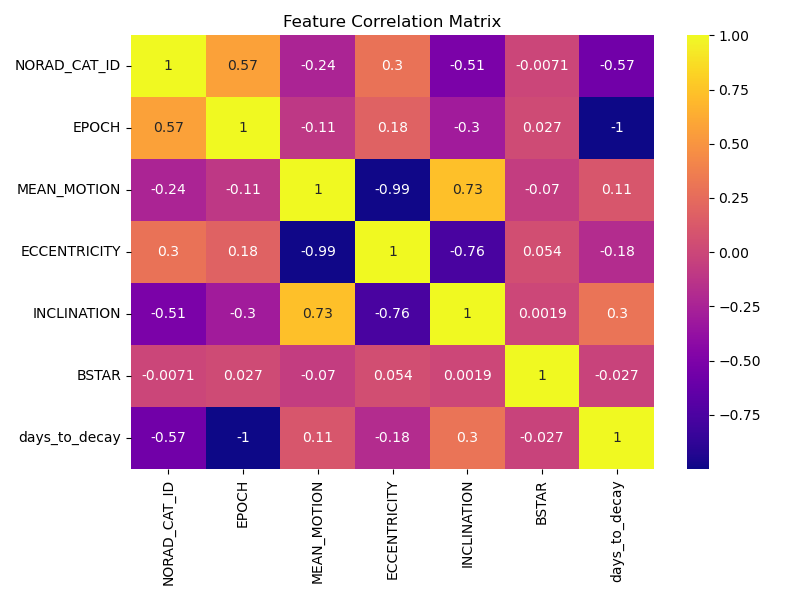 Feature Correlation Matrix
NORAD_CAT_ID 1 0.57 -0.24 0.3 -0.51 -0.0071 -0.57
EPOCH 0.57 1 -0.11 0.18 -0.3 0.027 -1
MEAN_MOTION -0.24 -0.11 1 -0.99 0.73 -0.07 0.11
ECCENTRICITY 0.3 0.18 -0.99 1 -0.76 0.054 -0.18
INCLINATION -0.51 -0.3 0.73 -0.76 1 0.0019 0.3
BSTAR -0.0071 0.027 -0.07 0.054 0.0019 1 -0.027
days_to_decay -0.57 -1 0.11 -0.18 0.3 -0.027 1
NORAD_CAT_ID
EPOCH
MEAN_MOTION
ECCENTRICITY
INCLINATION
BSTAR
days_to_decay
1.00
0.75
0.50
0.25
0.00
−0.25
−0.50
−0.75